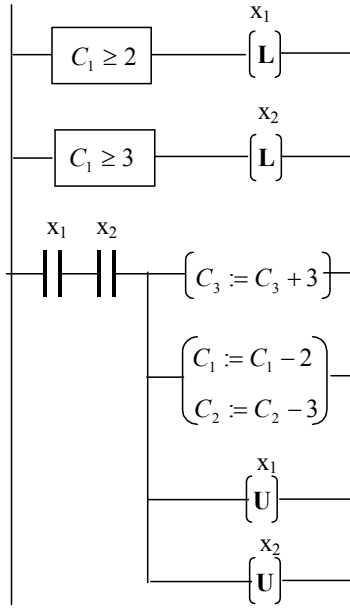 x₁
C₁ ≥ 2 L
x₂
C₁ ≥ 3 L
x₁ x₂
C₃ := C₃ + 3
C₁ := C₁ − 2
C₂ := C₂ − 3
x₁
U
x₂
U